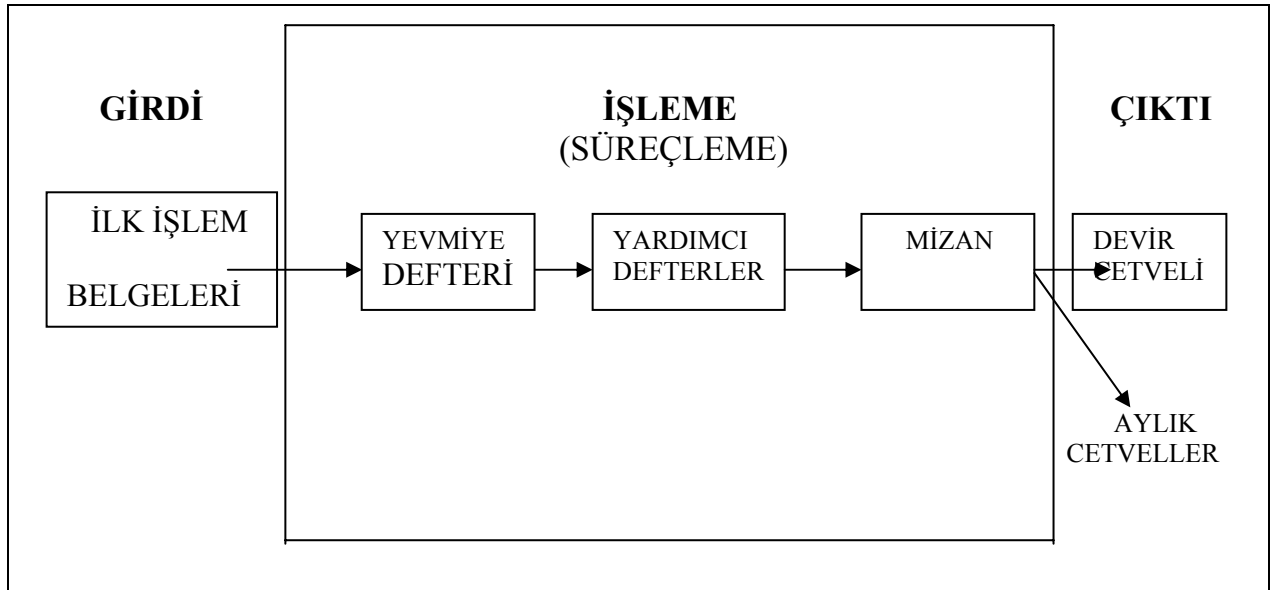 GİRDİ
İŞLEME
(SÜREÇLEME)
ÇIKTI
İLK İŞLEM
BELGELERİ
YEVMİYE
DEFTERİ
YARDIMCI
DEFTERLER
MİZAN
DEVİR
CETVELİ
AYLIK
CETVELLER